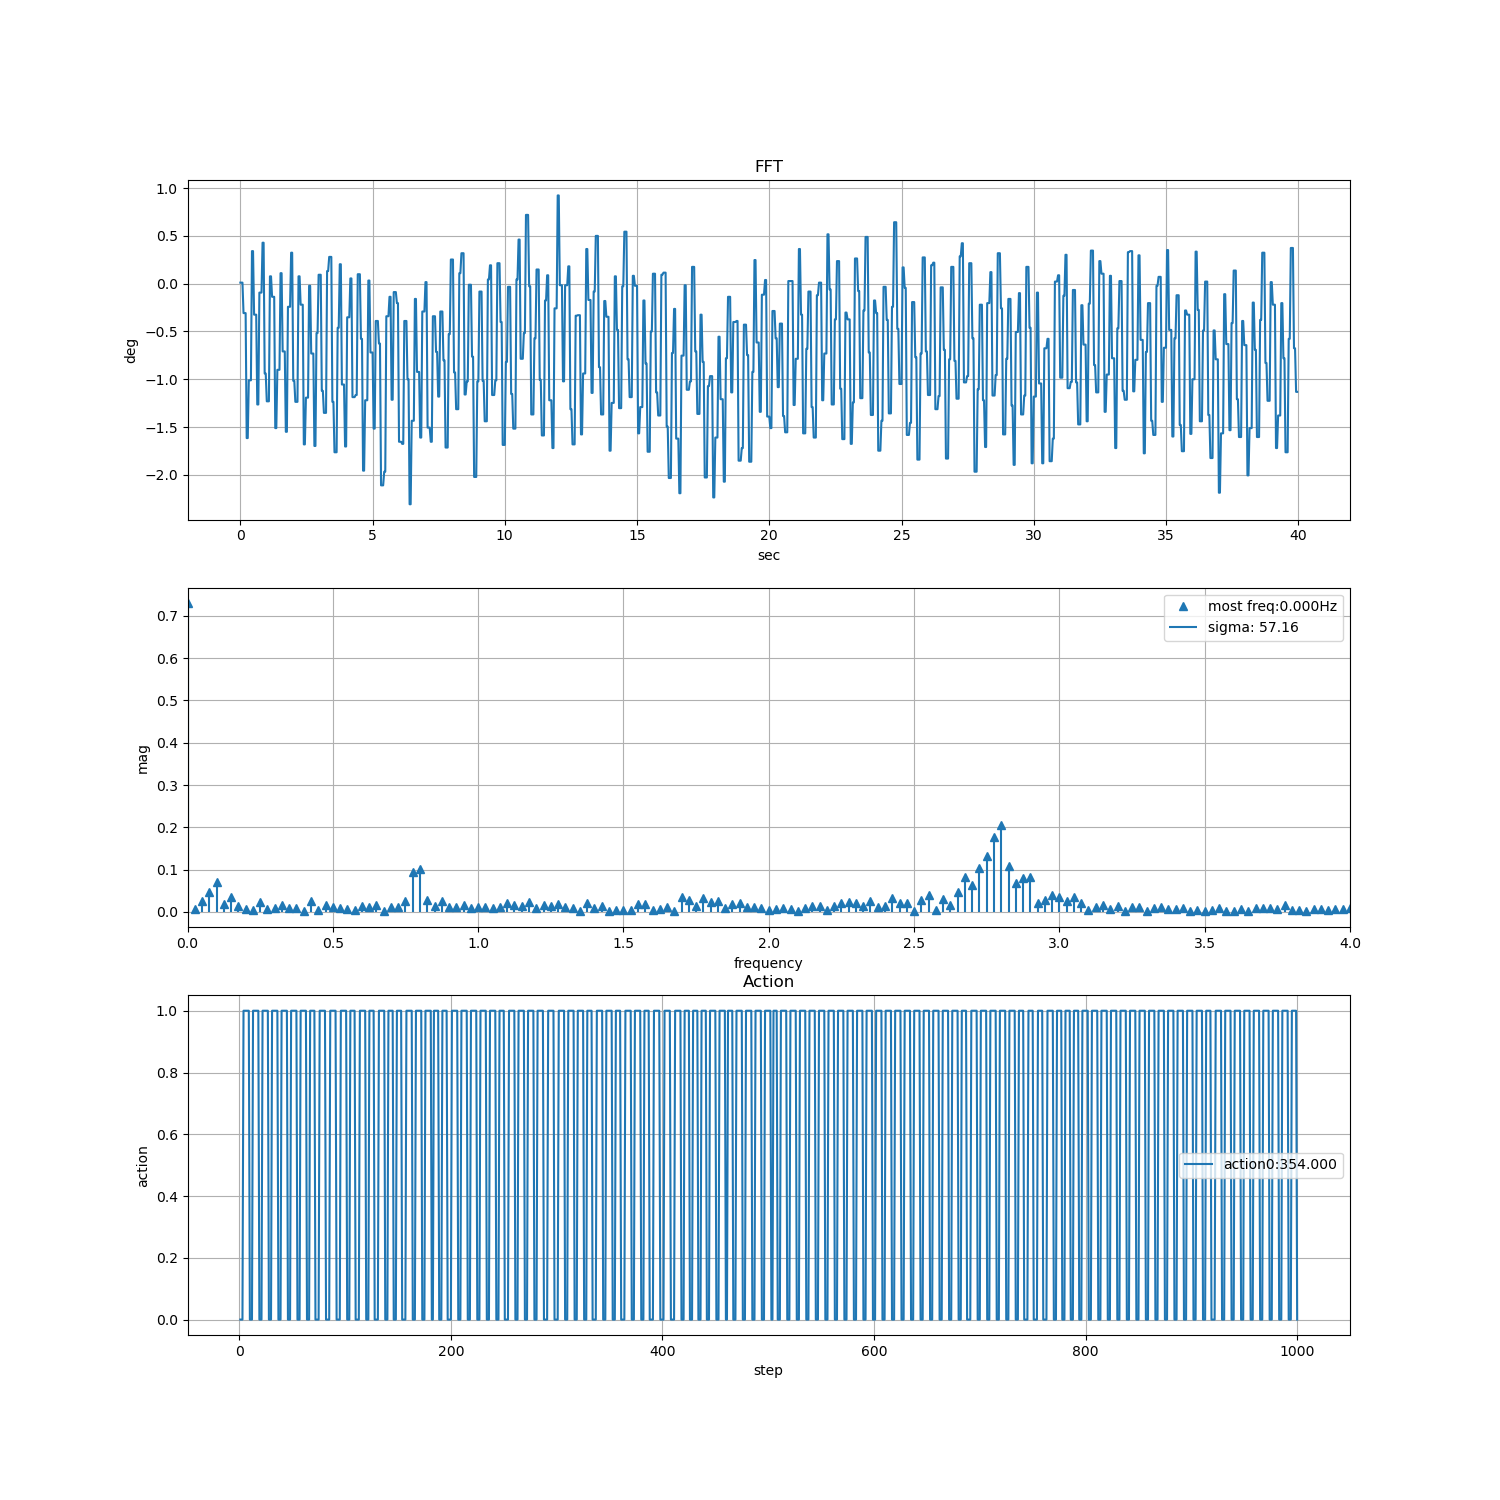 FFT
1.0
0.5
0.0
−0.5
−1.0
−1.5
−2.0
deg
0 5 10 15 20 25 30 35 40
sec
0.7
0.6
0.5
0.4
0.3
0.2
0.1
0.0
mag
most freq:0.000Hz
sigma: 57.16
0.0 0.5 1.0 1.5 2.0 2.5 3.0 3.5 4.0
frequency
Action
1.0
0.8
0.6
0.4
0.2
0.0
action
action0:354.000
0 200 400 600 800 1000
step